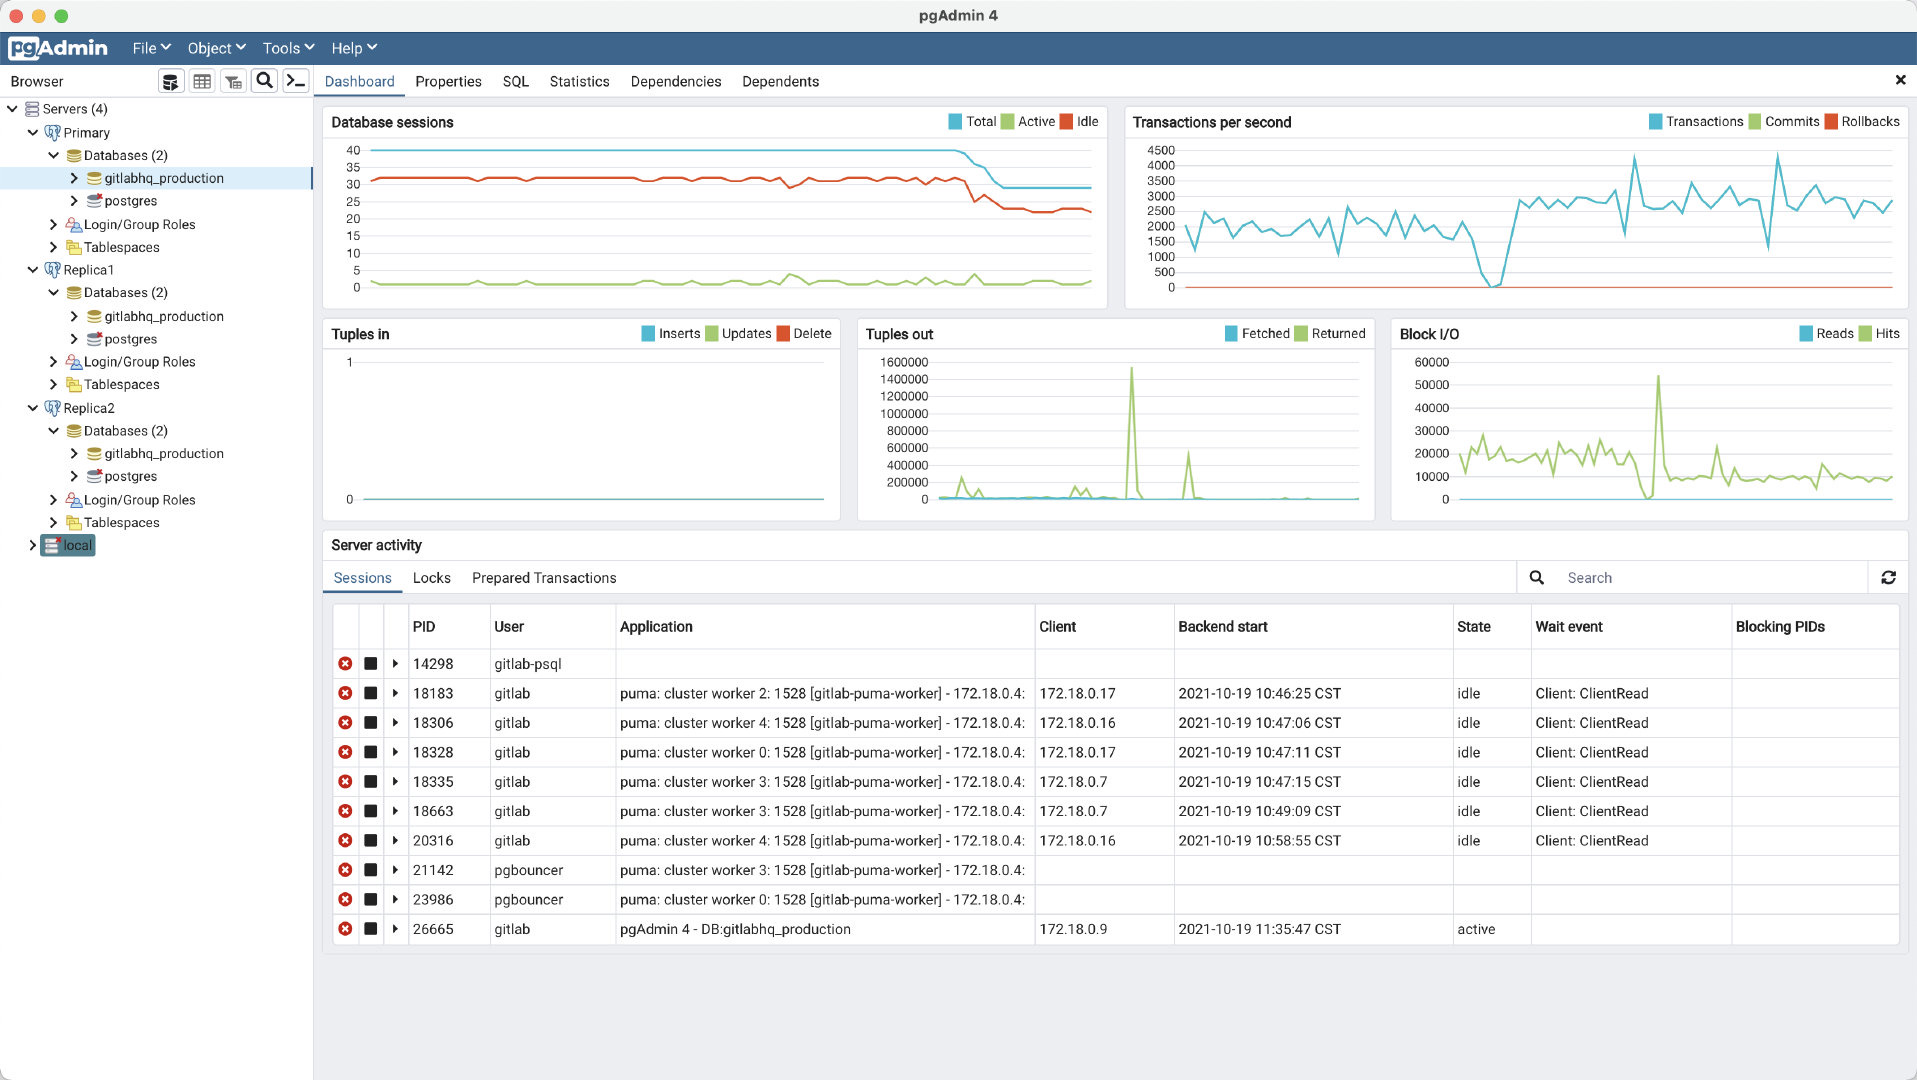 pgAdmin 4
pgAdmin File Object Tools Help
Browser
Dashboard Properties SQL Statistics Dependencies Dependents
Servers (4)
Primary
Databases (2)
gitlabhq_production
postgres
Login/Group Roles
Tablespaces
Replica1
Databases (2)
gitlabhq_production
postgres
Login/Group Roles
Tablespaces
Replica2
Databases (2)
gitlabhq_production
postgres
Login/Group Roles
Tablespaces
local
Database sessions Total Active Idle
40
35
30
25
20
15
10
5
0
Transactions per second Transactions Commits Rollbacks
4500
4000
3500
3000
2500
2000
1500
1000
500
0
Tuples in Inserts Updates Delete
1
0
Tuples out Fetched Returned
1600000
1400000
1200000
1000000
800000
600000
400000
200000
0
Block I/O Reads Hits
60000
50000
40000
30000
20000
10000
0
Server activity
Sessions Locks Prepared Transactions Search
PID User Application Client Backend start State Wait event Blocking PIDs
14298 gitlab-psql
18183 gitlab puma: cluster worker 2: 1528 [gitlab-puma-worker] - 172.18.0.4: 172.18.0.17 2021-10-19 10:46:25 CST idle Client: ClientRead
18306 gitlab puma: cluster worker 4: 1528 [gitlab-puma-worker] - 172.18.0.4: 172.18.0.16 2021-10-19 10:47:06 CST idle Client: ClientRead
18328 gitlab puma: cluster worker 0: 1528 [gitlab-puma-worker] - 172.18.0.4: 172.18.0.17 2021-10-19 10:47:11 CST idle Client: ClientRead
18335 gitlab puma: cluster worker 3: 1528 [gitlab-puma-worker] - 172.18.0.4: 172.18.0.7 2021-10-19 10:47:15 CST idle Client: ClientRead
18663 gitlab puma: cluster worker 3: 1528 [gitlab-puma-worker] - 172.18.0.4: 172.18.0.7 2021-10-19 10:49:09 CST idle Client: ClientRead
20316 gitlab puma: cluster worker 4: 1528 [gitlab-puma-worker] - 172.18.0.4: 172.18.0.16 2021-10-19 10:58:55 CST idle Client: ClientRead
21142 pgbouncer puma: cluster worker 3: 1528 [gitlab-puma-worker] - 172.18.0.4:
23986 pgbouncer puma: cluster worker 0: 1528 [gitlab-puma-worker] - 172.18.0.4:
26665 gitlab pgAdmin 4 - DB:gitlabhq_production 172.18.0.9 2021-10-19 11:35:47 CST active